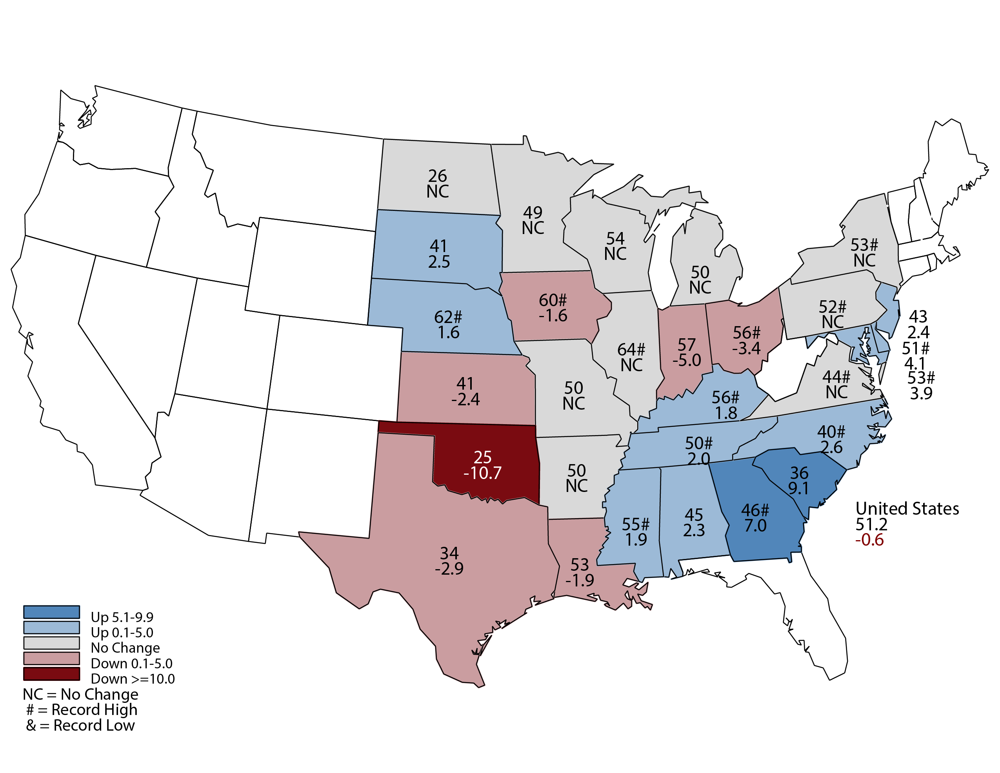 26
NC
49
NC
41
2.5
54
NC
53#
NC
50
NC
60#
-1.6
62#
1.6
52#
NC
43
2.4
57
-5.0
56#
-3.4
64#
NC
51#
4.1
41
-2.4
50
NC
44#
NC
53#
3.9
56#
1.8
40#
2.6
50#
2.0
25
-10.7
50
NC
36
9.1
55#
1.9
45
2.3
46#
7.0
United States
51.2
-0.6
34
-2.9
53
-1.9
Up 5.1-9.9
Up 0.1-5.0
No Change
Down 0.1-5.0
Down >=10.0
NC = No Change
# = Record High
& = Record Low